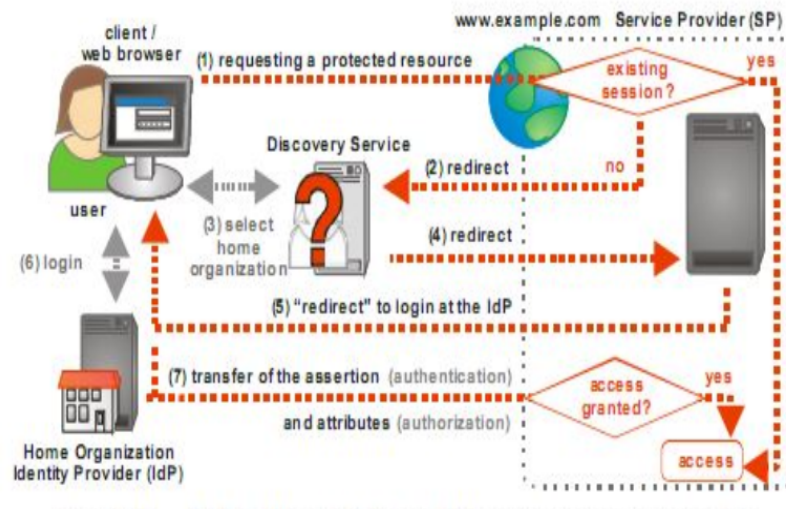 www.example.com Service Provider (SP)
client /
web browser
(1) requesting a protected resource
existing
session?
yes
no
Discovery Service
(2) redirect
user
(3) select
home
organization
(4) redirect
(6) login
(5) "redirect" to login at the IdP
(7) transfer of the assertion (authentication)
and attributes (authorization)
access
granted?
yes
access
Home Organization
Identity Provider (IdP)